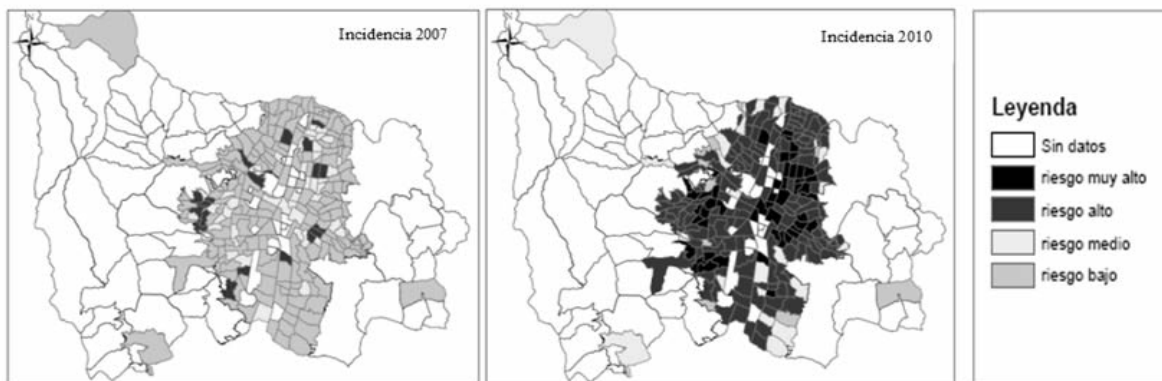 Incidencia 2007
Incidencia 2010
Leyenda
Sin datos
riesgo muy alto
riesgo alto
riesgo medio
riesgo bajo